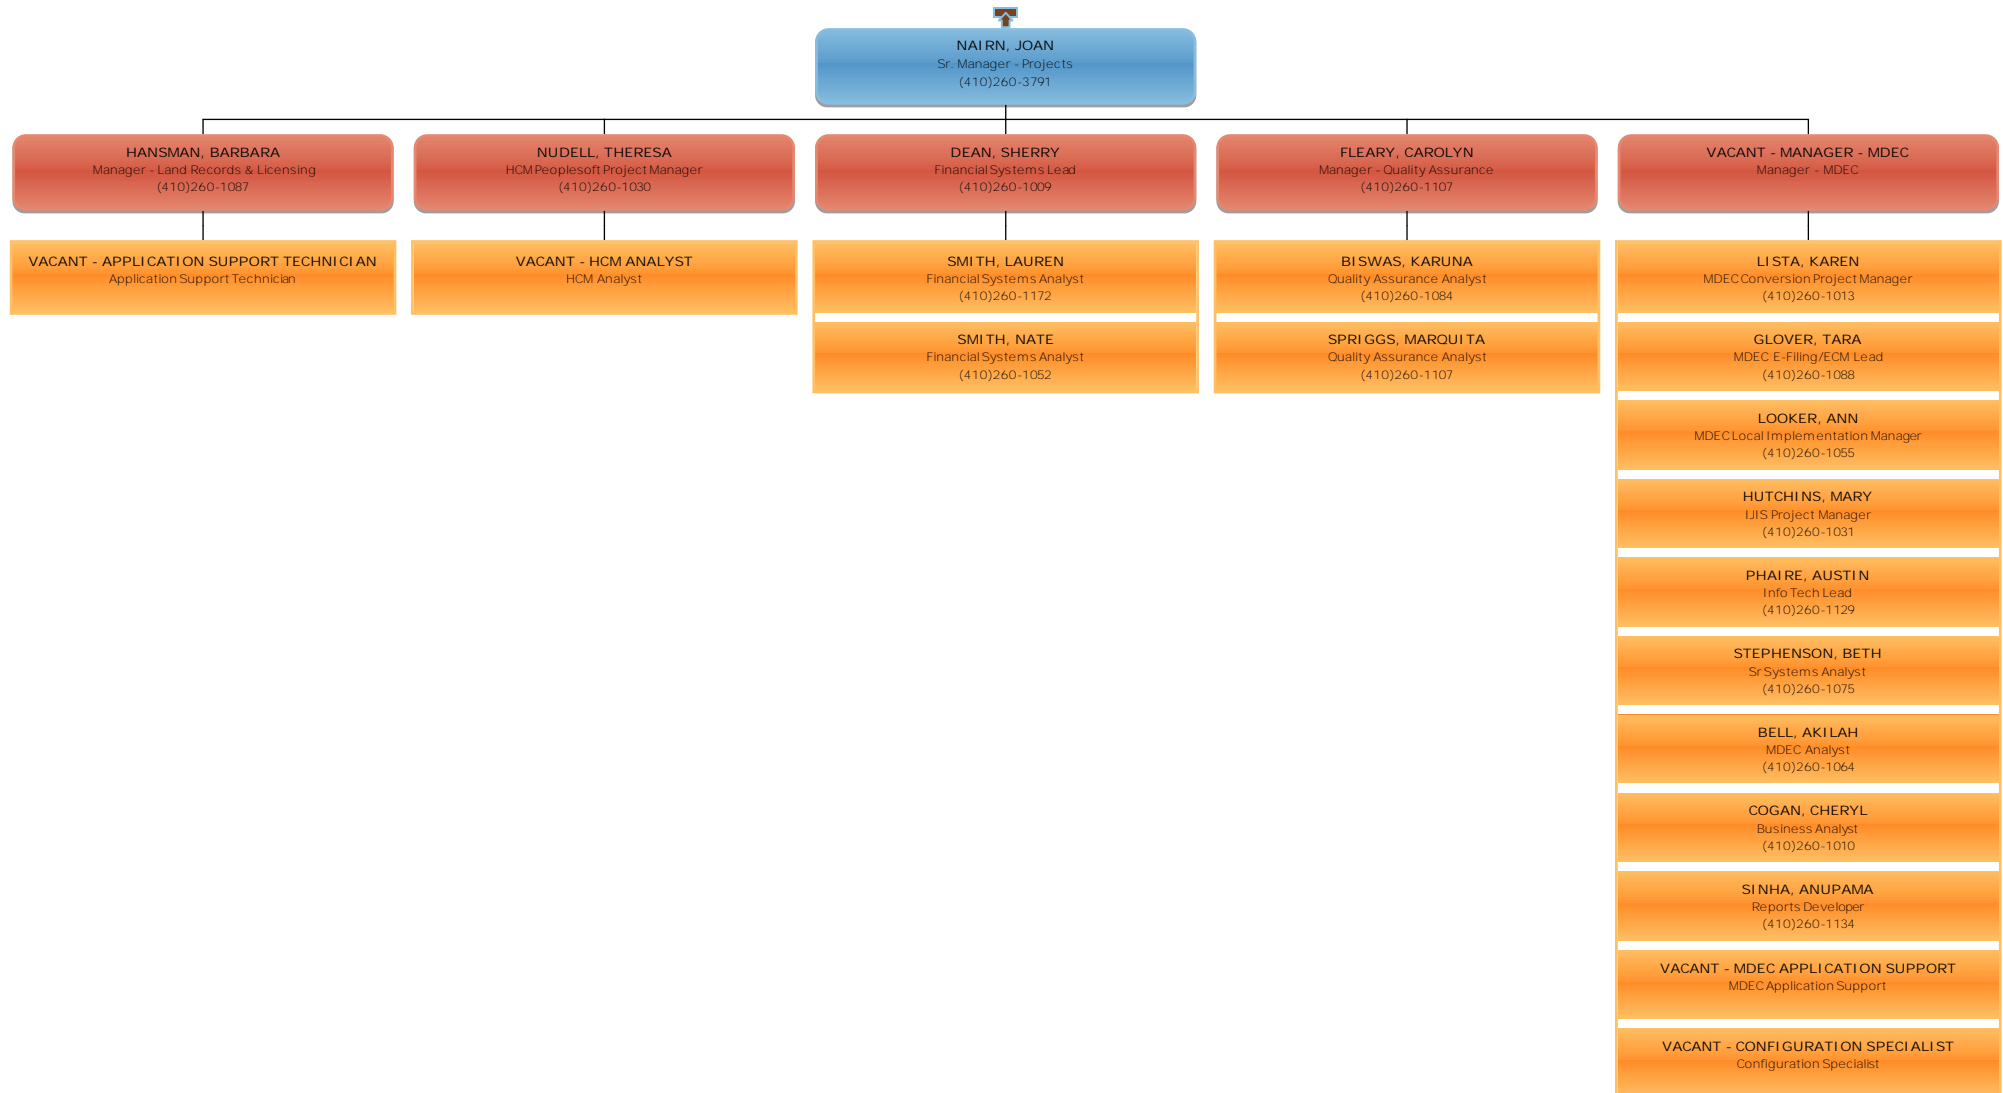 NAIRN, JOAN
Sr. Manager - Projects
(410)260-3791
HANSMAN, BARBARA
Manager - Land Records & Licensing
(410)260-1087
NUDELL, THERESA
HCM Peoplesoft Project Manager
(410)260-1030
DEAN, SHERRY
Financial Systems Lead
(410)260-1009
FLEARY, CAROLYN
Manager - Quality Assurance
(410)260-1107
VACANT - MANAGER - MDEC
Manager - MDEC
VACANT - APPLICATION SUPPORT TECHNICIAN
Application Support Technician
VACANT - HCM ANALYST
HCM Analyst
SMITH, LAUREN
Financial Systems Analyst
(410)260-1172
SMITH, NATE
Financial Systems Analyst
(410)260-1052
BISWAS, KARUNA
Quality Assurance Analyst
(410)260-1084
SPRIGGS, MARQUITA
Quality Assurance Analyst
(410)260-1107
LISTA, KAREN
MDEC Conversion Project Manager
(410)260-1013
GLOVER, TARA
MDEC E-Filing/ECM Lead
(410)260-1088
LOOKER, ANN
MDEC Local Implementation Manager
(410)260-1055
HUTCHINS, MARY
IJIS Project Manager
(410)260-1031
PHAIRE, AUSTIN
Info Tech Lead
(410)260-1129
STEPHENSON, BETH
Sr Systems Analyst
(410)260-1075
BELL, AKILAH
MDEC Analyst
(410)260-1064
COGAN, CHERYL
Business Analyst
(410)260-1010
SINHA, ANUPAMA
Reports Developer
(410)260-1134
VACANT - MDEC APPLICATION SUPPORT
MDEC Application Support
VACANT - CONFIGURATION SPECIALIST
Configuration Specialist